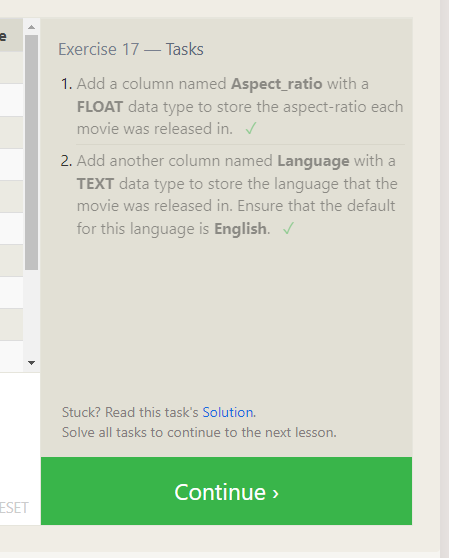 e
Exercise 17 — Tasks
1. Add a column named Aspect_ratio with a
FLOAT data type to store the aspect-ratio each
movie was released in. ✓
2. Add another column named Language with a
TEXT data type to store the language that the
movie was released in. Ensure that the default
for this language is English. ✓
Stuck? Read this task's Solution.
Solve all tasks to continue to the next lesson.
ESET
Continue ›